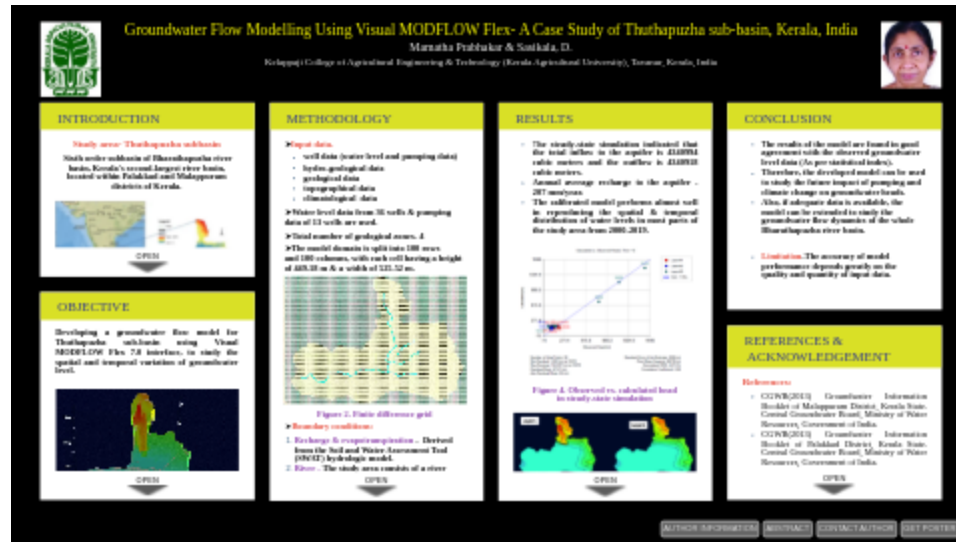 Groundwater Flow Modelling Using Visual MODFLOW Flex- A Case Study of Thuthapuzha sub-basin, Kerala, India
Mamatha Prabhakar & Sasikala, D.
Kelappaji College of Agricultural Engineering & Technology (Kerala Agricultural University), Tavanur, Kerala, India
INTRODUCTION
Study area- Thuthapuzha subbasin
Sixth order subbasin of Bharathapuzha river
basin, Kerala's second largest river basin,
located within Palakkad and Malappuram
districts of Kerala.
OPEN
OBJECTIVE
Developing a groundwater flow model for
Thuthapuzha sub-basin using Visual
MODFLOW Flex 7.0 interface, to study the
spatial and temporal variation of groundwater
level.
OPEN
METHODOLOGY
➢Input data.
• well data (water level and pumping data)
• hydro-geological data
• geological data
• topographical data
• climatological data
➢Water level data from 36 wells & pumping
data of 13 wells are used.
➢Total number of geological zones- 4
➢The model domain is split into 100 rows
and 100 columns, with each cell having a height
of & a width of
Figure 2. Finite difference grid
➢Boundary conditions:
1. Recharge & evapotranspiration - Derived
from the Soil and Water Assessment Tool
(SWAT) hydrologic model.
2. River - The study area consists of a river
OPEN
RESULTS
The steady-state simulation indicated that
the total inflow to the aquifer is
cubic meters and the outflow is
cubic meters.
Annual average recharge to the aquifer -
207 mm/year.
The calibrated model performs almost well
in reproducing the spatial & temporal
distribution of water levels in most parts of
the study area from 2000-2019.
Figure 4. Observed vs. calculated head
in steady-state simulation
OPEN
CONCLUSION
The results of the model are found in good
agreement with the observed groundwater
level data (As per statistical index).
Therefore, the developed model can be used
to study the future impact of pumping and
climate change on groundwater heads.
Also, if adequate data is available, the
model can be extended to study the
groundwater flow dynamics of the whole
Bharathapuzha river basin.
Limitation-The accuracy of model
performance depends greatly on the
quality and quantity of input data.
REFERENCES &
ACKNOWLEDGEMENT
References:
CGWB(2013) Groundwater Information
Booklet of Malappuram District, Kerala State.
Central Groundwater Board, Ministry of Water
Resources, Government of India.
CGWB(2013) Groundwater Information
Booklet of Palakkad District, Kerala State.
Central Groundwater Board, Ministry of Water
Resources, Government of India.
OPEN
AUTHOR INFORMATION ABSTRACT CONTACT AUTHOR GET POSTER